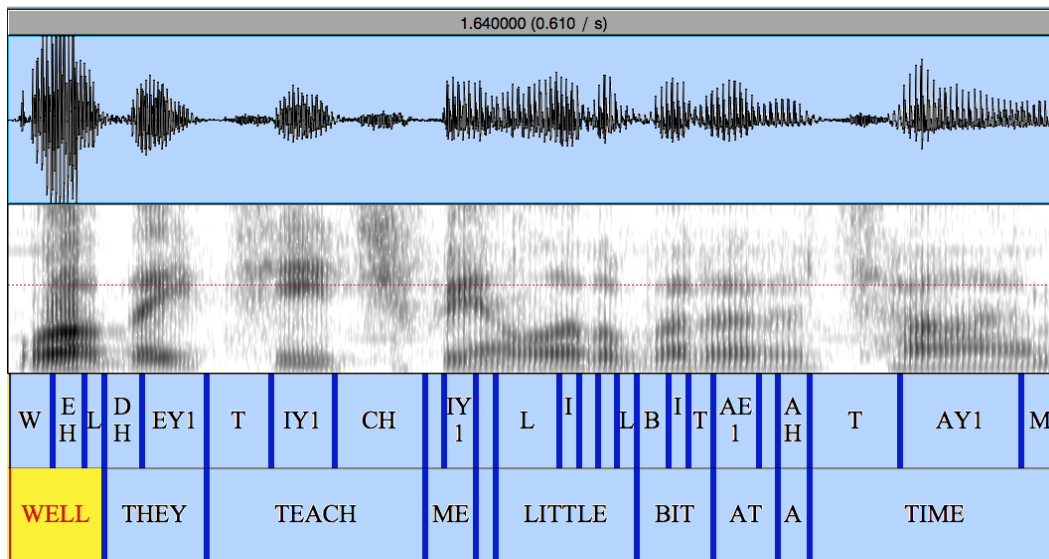 1.640000 (0.610 / s)
W EH L DH EY1 T IY1 CH IY1 L I L B I T AE1 AH T AY1 M
WELL THEY TEACH ME LITTLE BIT AT A TIME